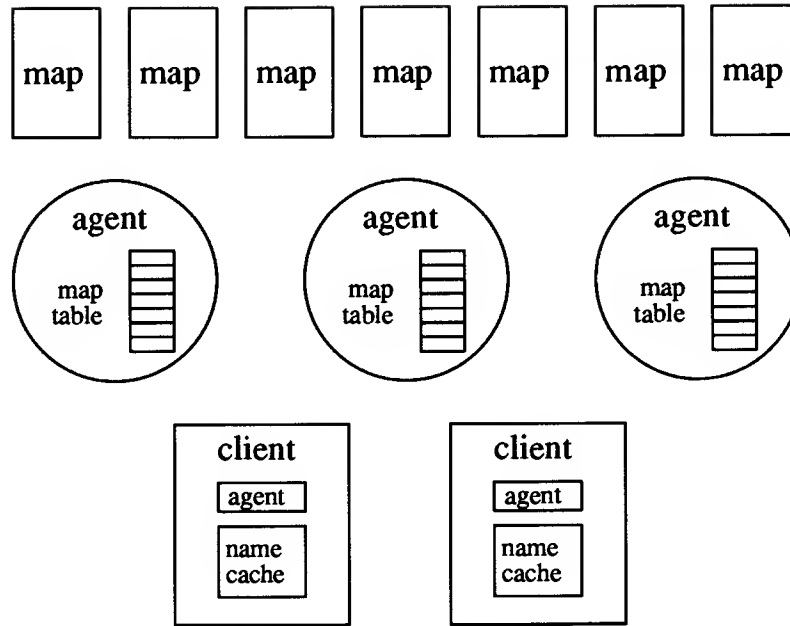 map map map map map map map
agent agent agent
map table map table map table
client client
agent agent
name cache name cache